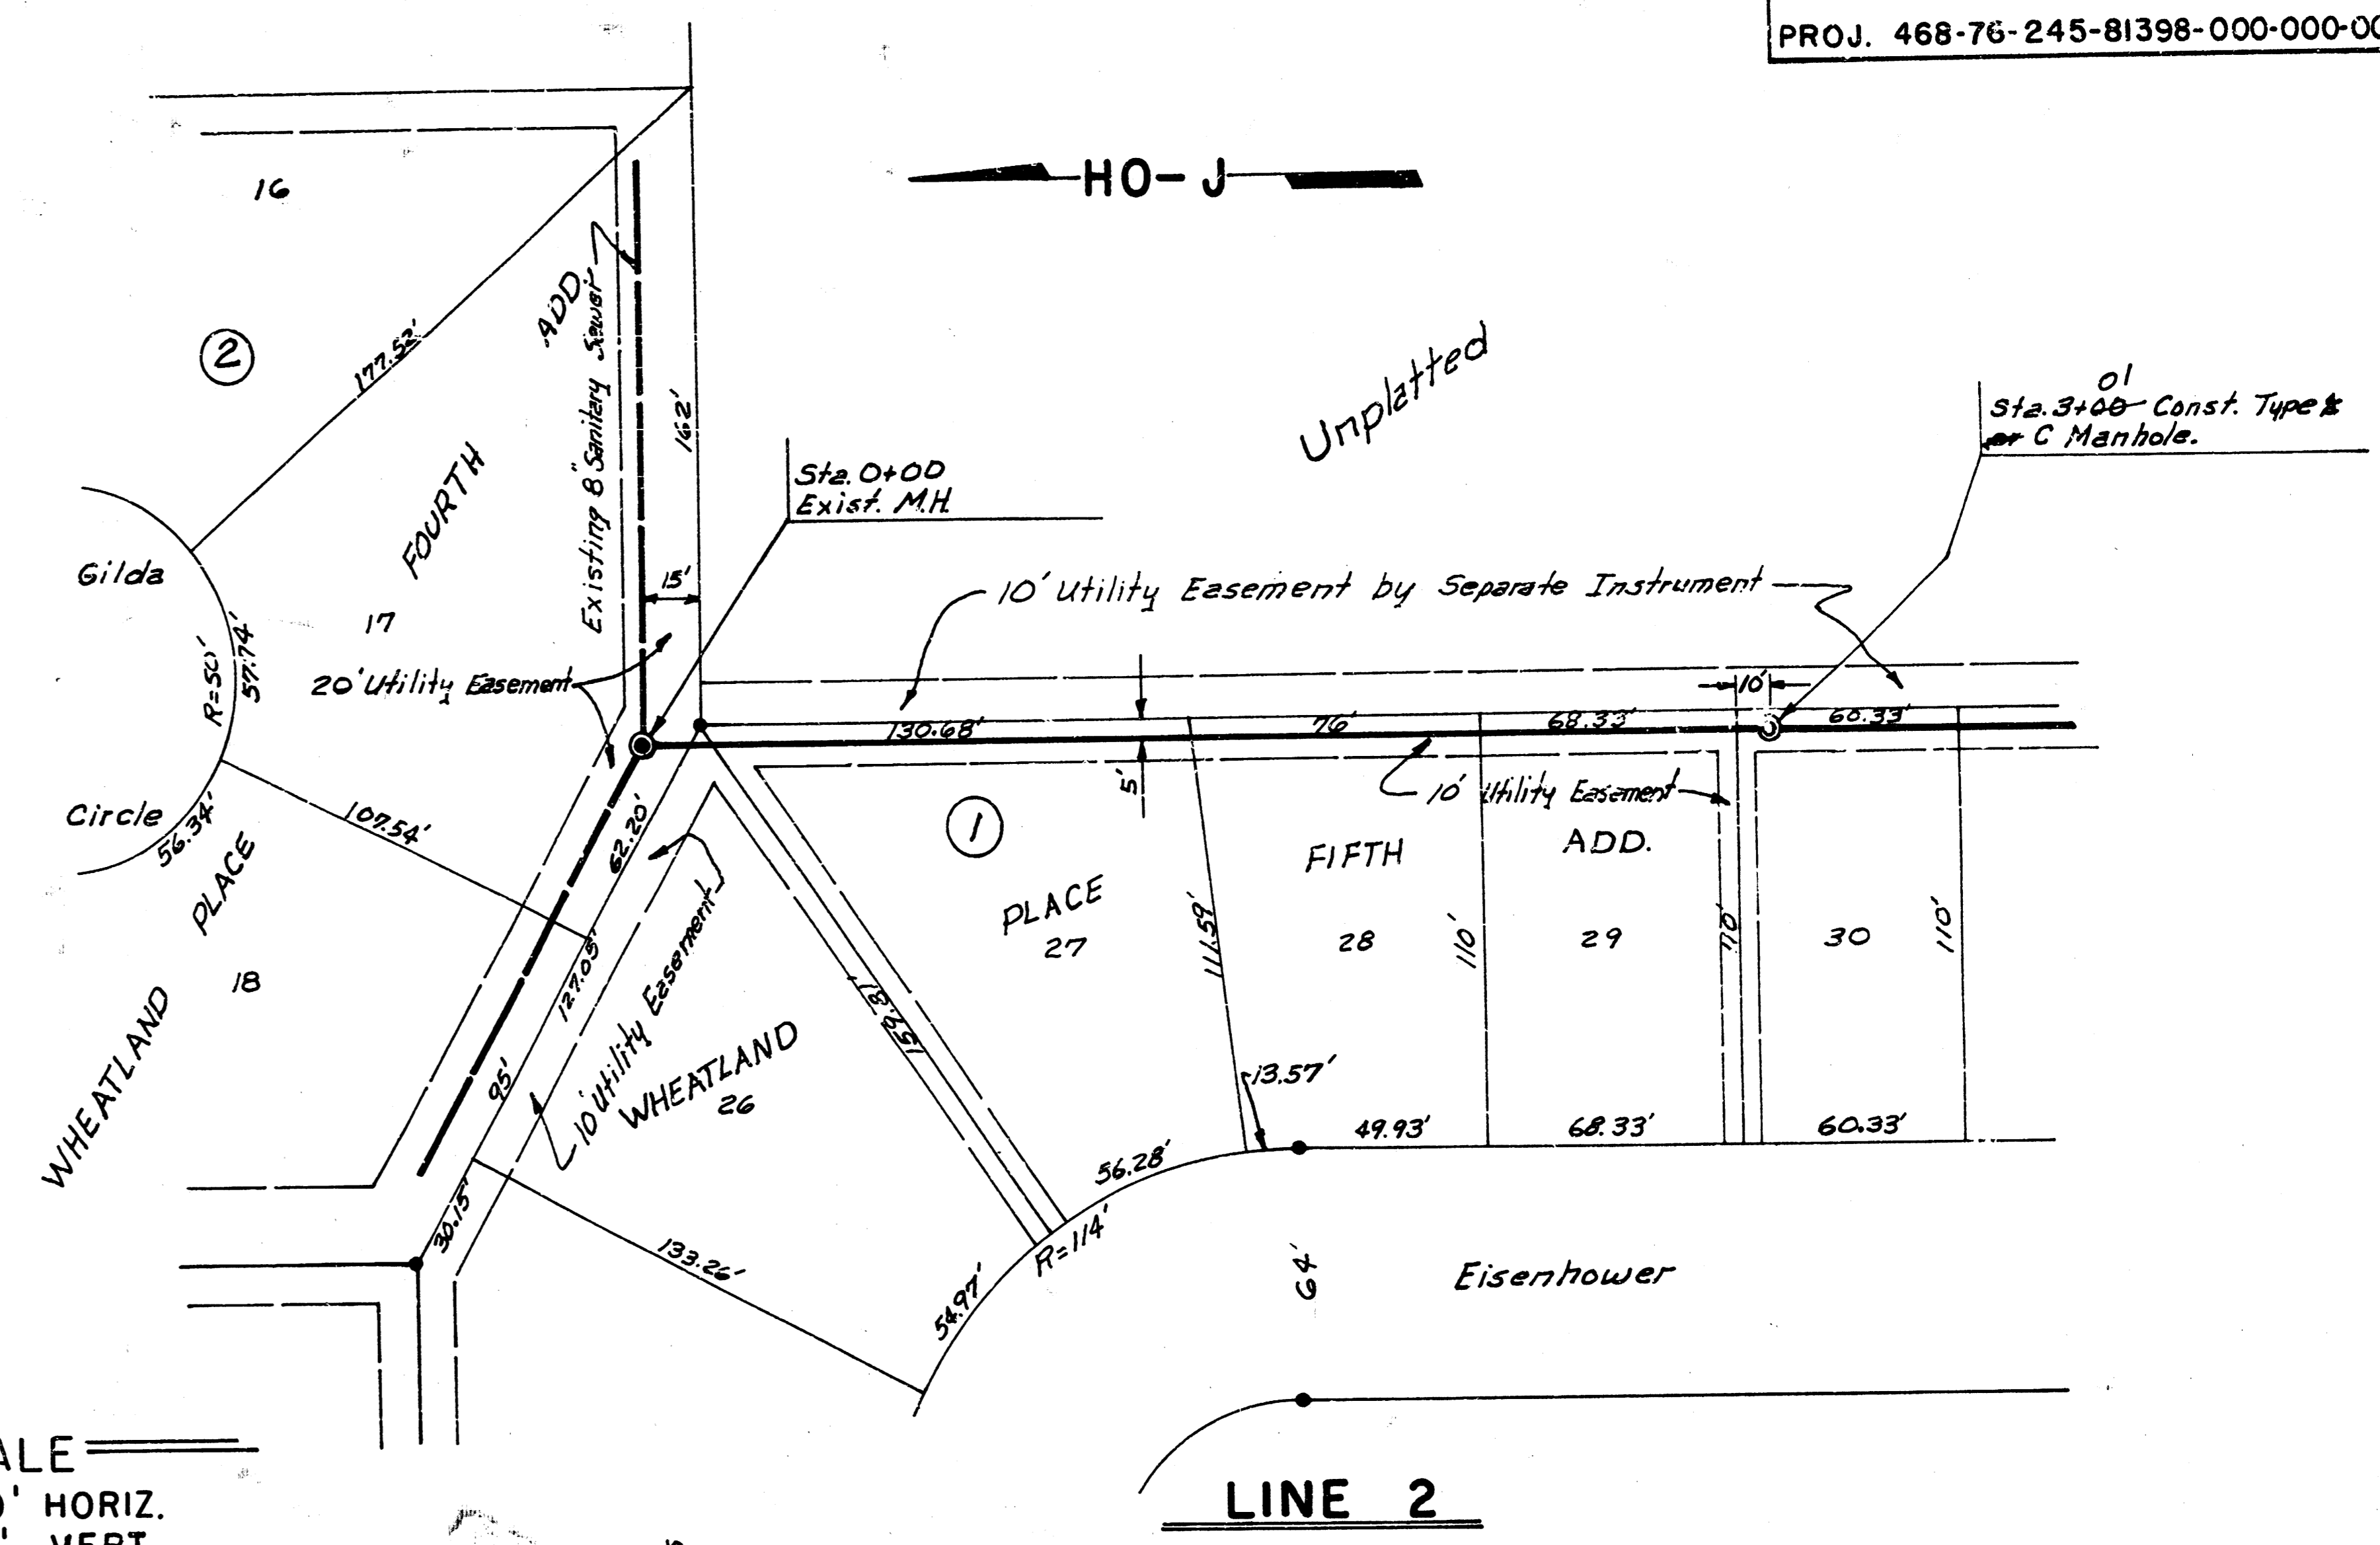 PROJ. 468-76-245-81398-000-000-00
16
HO-J
ADD.
Existing 8" Sanitary Sewer
2
177.52'
162'
Unplatted
01
Sta. 3+00 Const. Type
or C Manhole.
FOURTH
Sta. 0+00
Exist. M.H.
Gilda
15'
10' Utility Easement by Separate Instrument
17
R=50'
57.74'
20' Utility Easement
10'
130.68'
76'
68.33'
60.33'
5'
10' Utility Easement
Circle
56.34'
107.54'
62.20'
1
PLACE
FIFTH
ADD.
PLACE
27
111.59'
28
110'
29
110'
30
110'
18
127.05'
10' Utility Easement
159.81'
WHEATLAND
95'
WHEATLAND
26
13.57'
49.93'
68.33'
60.33'
56.28'
30.15'
133.26'
R=114'
54.97'
64'
Eisenhower
ALE
0' HORIZ.
' VERT.
LINE 2